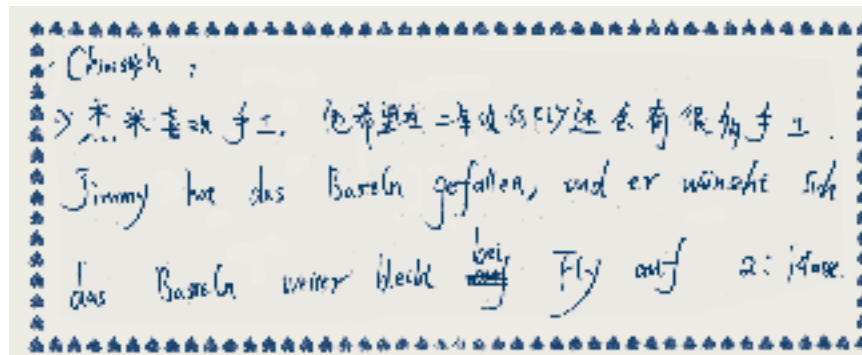 Chinesisch:
> 杰米喜欢手工. 他希望在二年级的FLY还会有很多手工.
Jimmy hat das Basteln gefallen, und er wünscht sich
das Basteln weiter bleibt bei Fly auf 2: klasse.